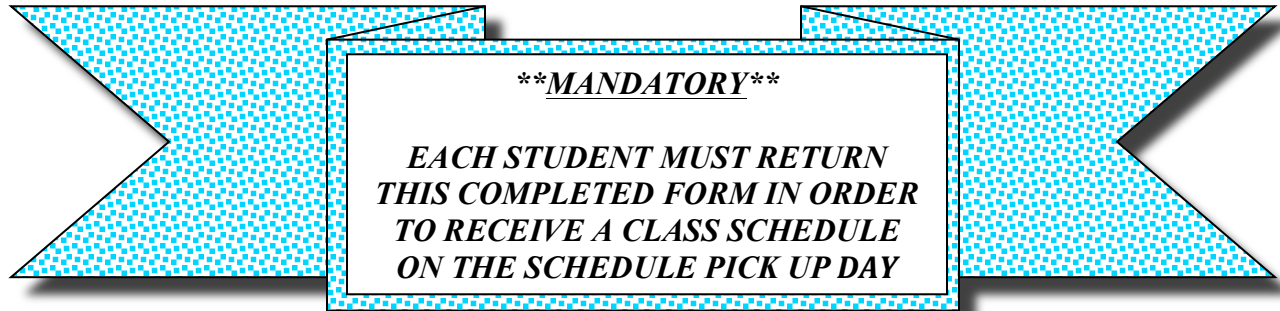 **MANDATORY**
EACH STUDENT MUST RETURN
THIS COMPLETED FORM IN ORDER
TO RECEIVE A CLASS SCHEDULE
ON THE SCHEDULE PICK UP DAY